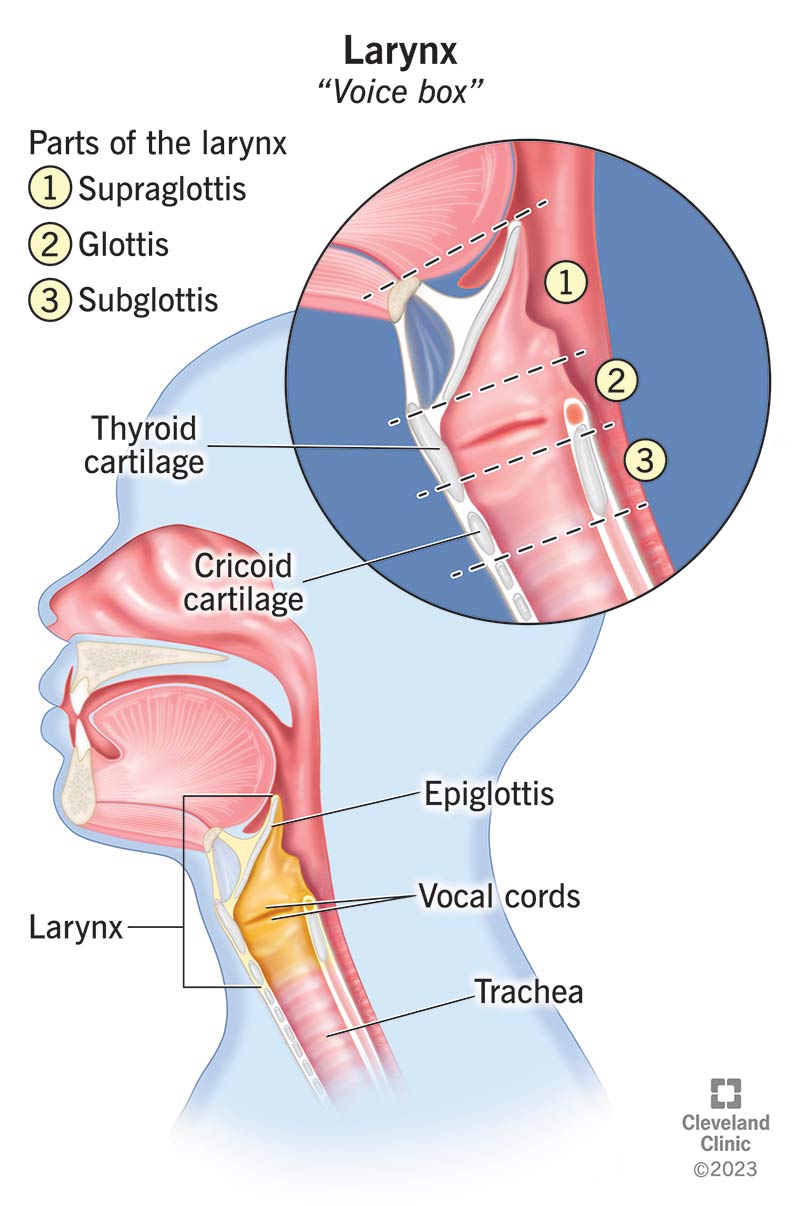 Larynx
“Voice box”
Parts of the larynx
1 Supraglottis
2 Glottis
3 Subglottis
1
2
3
Thyroid
cartilage
Cricoid
cartilage
Epiglottis
Vocal cords
Larynx
Trachea
Cleveland
Clinic
©2023